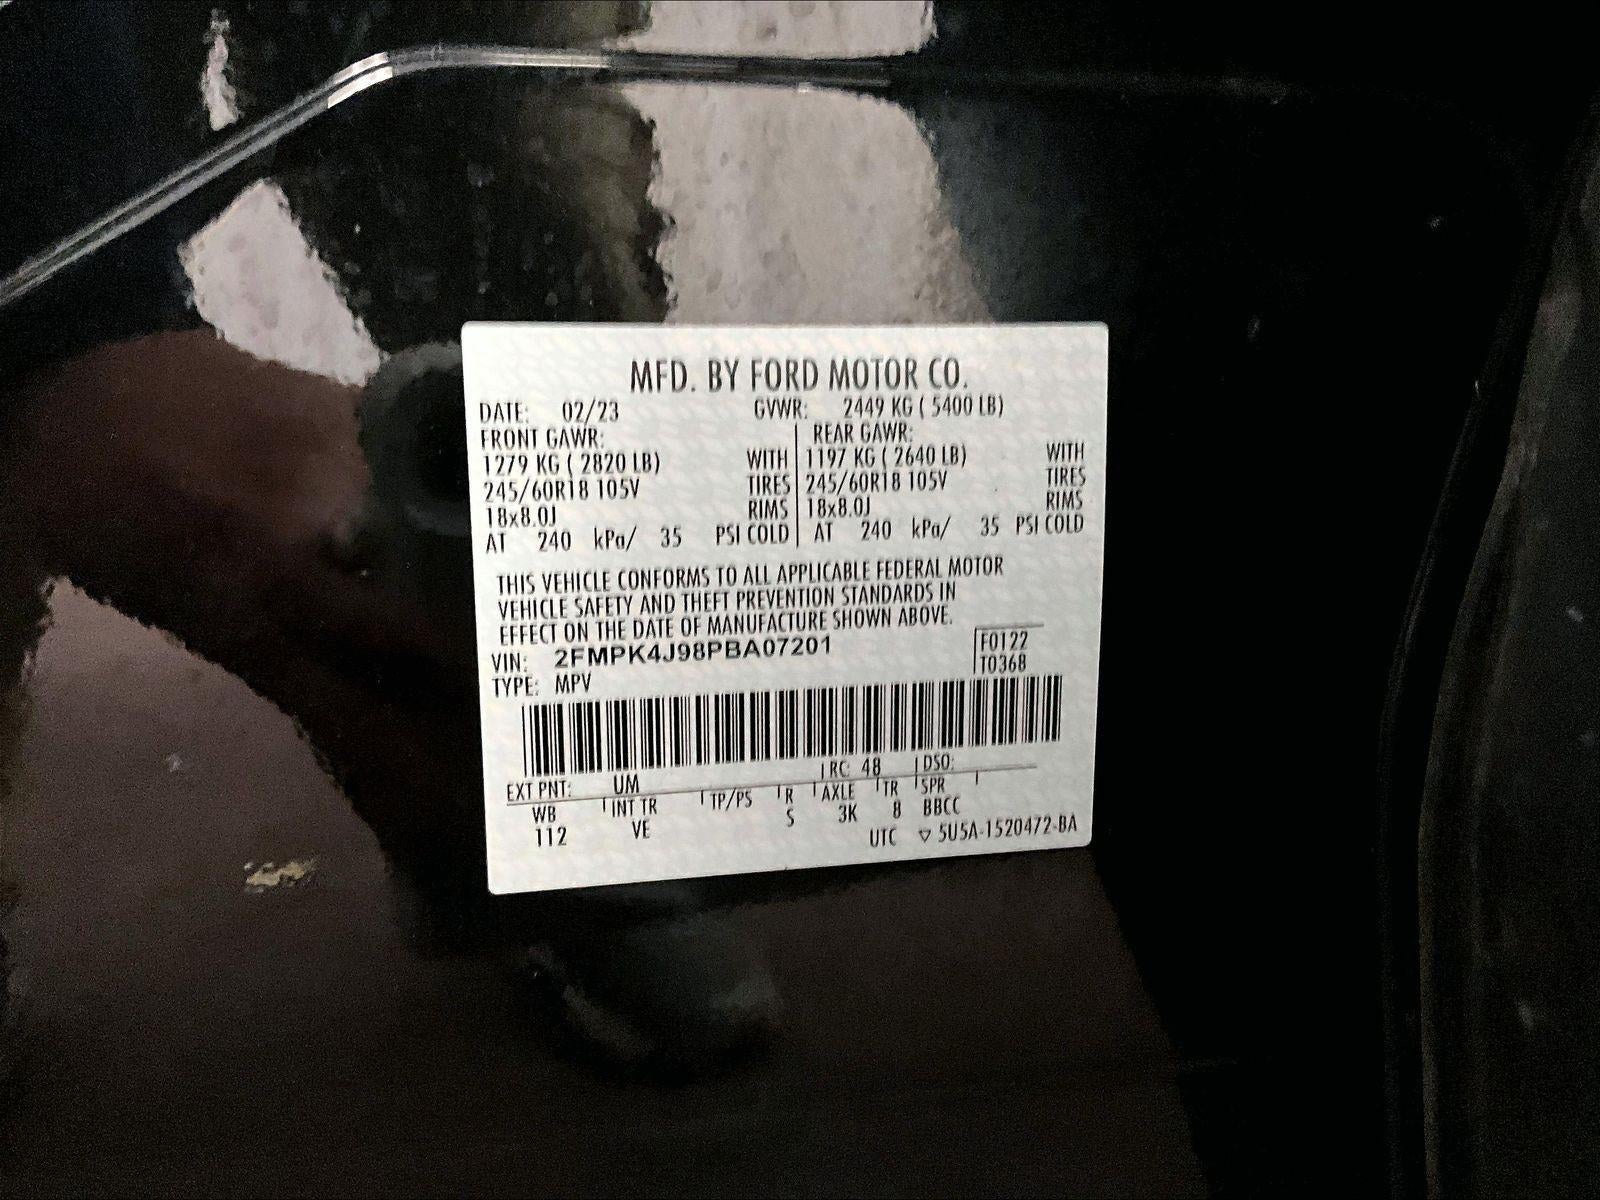 MFD. BY FORD MOTOR CO.
DATE: 02/23 GVWR: 2449 KG ( 5400 LB)
FRONT GAWR: REAR GAWR:
1279 KG ( 2820 LB) WITH 1197 KG ( 2640 LB) WITH
245/60R18 105V TIRES 245/60R18 105V TIRES
18x8.0J RIMS 18x8.0J RIMS
AT 240 kPa/ 35 PSI COLD AT 240 kPa/ 35 PSI COLD
THIS VEHICLE CONFORMS TO ALL APPLICABLE FEDERAL MOTOR
VEHICLE SAFETY AND THEFT PREVENTION STANDARDS IN
EFFECT ON THE DATE OF MANUFACTURE SHOWN ABOVE.
VIN: 2FMPK4J98PBA07201 F0122
TYPE: MPV T0368
EXT PNT: UM RC: 48 DSO:
WB INT TR TP/PS R AXLE TR SPR
112 VE S 3K 8 BBCC
UTC ▽ 5U5A-1520472-BA